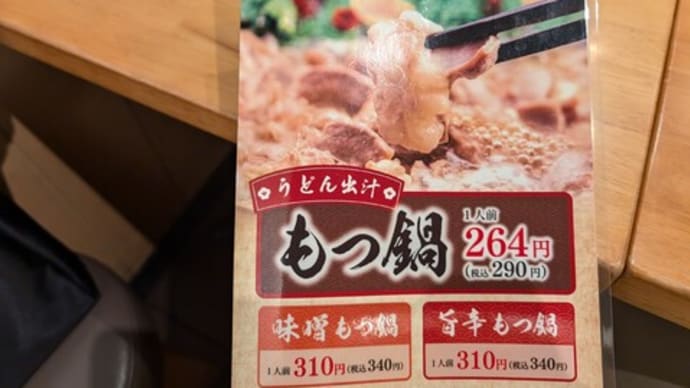 うどん出汁
もつ鍋
1人前
264円
(税込290円)
味噌もつ鍋
1人前 310円(税込340円)
旨辛もつ鍋
1人前 310円(税込340円)